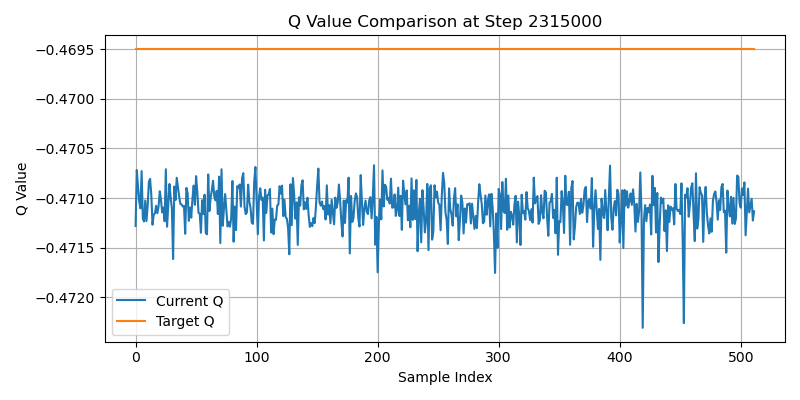 Q Value Comparison at Step 2315000
−0.4695
−0.4700
−0.4705
−0.4710
−0.4715
−0.4720
Q Value
Current Q
Target Q
0 100 200 300 400 500
Sample Index